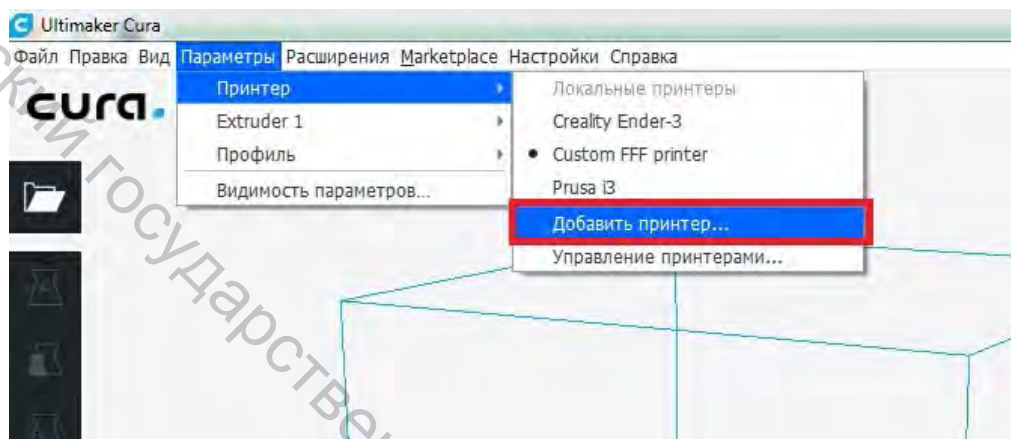 Ultimaker Cura
Файл Правка Вид Параметры Расширения Marketplace Настройки Справка
cura.
Принтер
Extruder 1
Профиль
Видимость параметров...
Локальные принтеры
Creality Ender-3
Custom FFF printer
Prusa i3
Добавить принтер...
Управление принтерами...